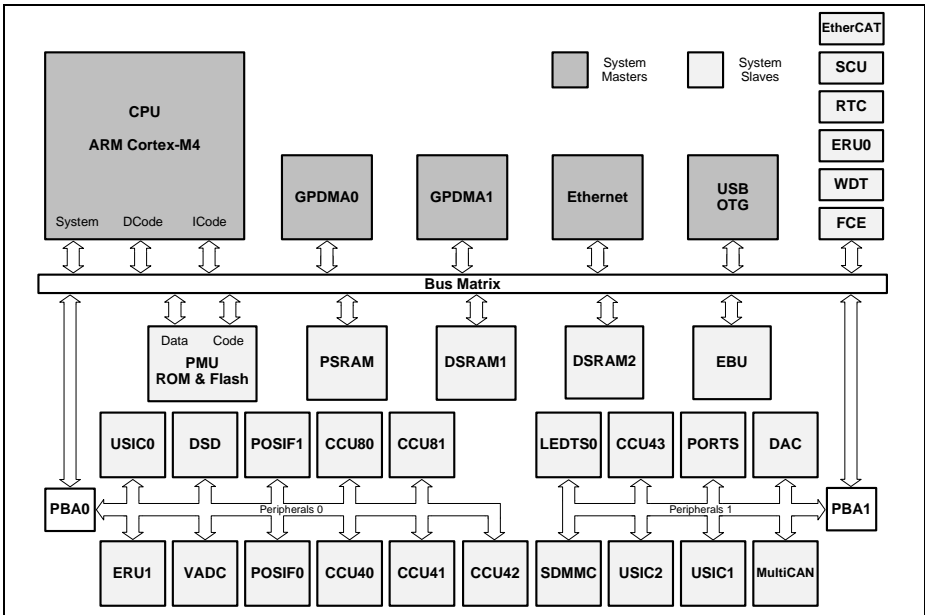 EtherCAT
System
Masters
System
Slaves
SCU
CPU
ARM Cortex-M4
RTC
ERU0
GPDMA0
GPDMA1
Ethernet
USB
OTG
WDT
System DCode ICode
FCE
Bus Matrix
Data Code
PMU
ROM & Flash
PSRAM
DSRAM1
DSRAM2
EBU
USIC0 DSD POSIF1 CCU80 CCU81 LEDTS0 CCU43 PORTS DAC
PBA0 Peripherals 0 Peripherals 1 PBA1
ERU1 VADC POSIF0 CCU40 CCU41 CCU42 SDMMC USIC2 USIC1 MultiCAN